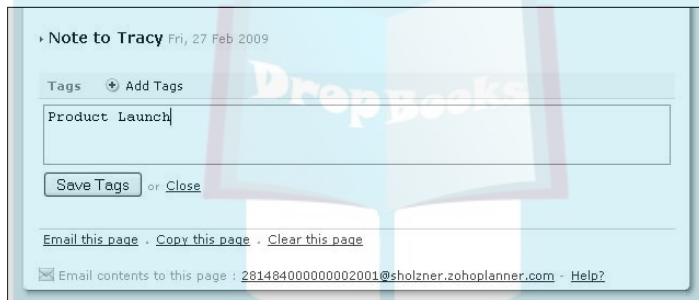 Note to Tracy Fri, 27 Feb 2009
Tags Add Tags
Product Launch
Save Tags or Close
Email this page . Copy this page . Clear this page
Email contents to this page : 281484000000002001@sholzner.zohoplanner.com - Help?
DropBooks